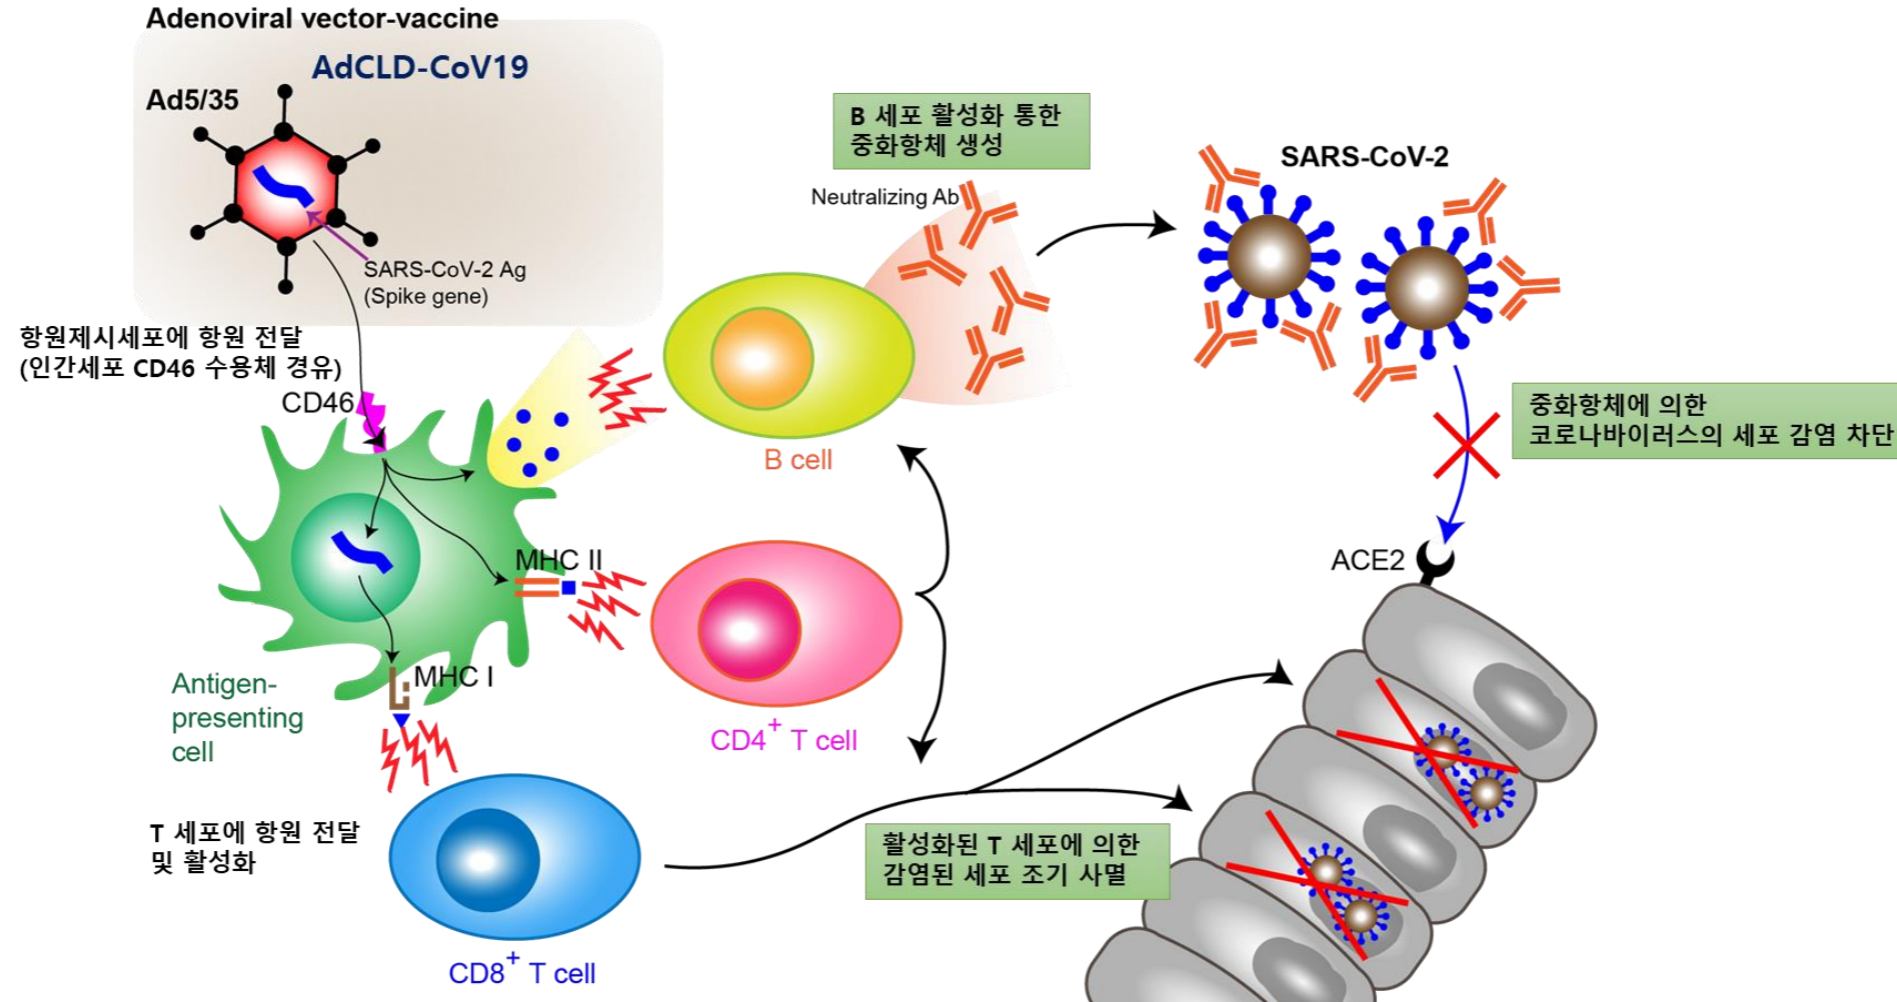 Adenoviral vector-vaccine
AdCLD-CoV19
Ad5/35
SARS-CoV-2 Ag
(Spike gene)
항원제시세포에 항원 전달
(인간세포 CD46 수용체 경유)
CD46
B 세포 활성화 통한
중화항체 생성
Neutralizing Ab
SARS-CoV-2
B cell
중화항체에 의한
코로나바이러스의 세포 감염 차단
MHC II
ACE2
MHC I
Antigen-
presenting
cell
CD4+ T cell
T 세포에 항원 전달
및 활성화
활성화된 T 세포에 의한
감염된 세포 조기 사멸
CD8+ T cell